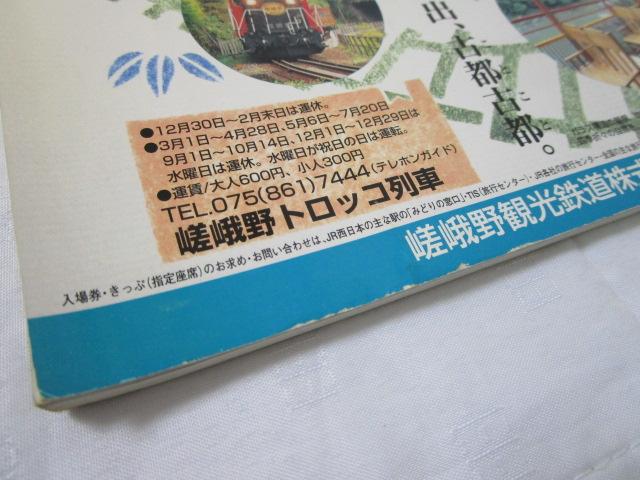 出、古都古都。
●12月30日〜2月末日は運休。
●3月1日〜4月28日、5月6日〜7月20日
9月1日〜10月14日、12月1日〜12月29日は
水曜日は運休。水曜日が祝日の日は運転。
●運賃/大人600円、小人300円
TEL.075(861)7444(テレホンガイド)
嵯峨野トロッコ列車
入場券・きっぷ(指定座席)のお求め・お問い合わせは、JR西日本の主な駅の「みどりの窓口」・TiS(旅行センター)・JR各社の旅行センター・全国の主な旅行
嵯峨野観光鉄道株式